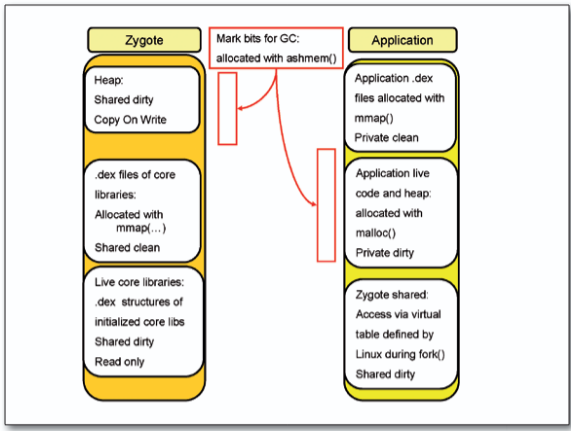 Zygote
Heap:
Shared dirty
Copy On Write
.dex files of core
libraries:
Allocated with
mmap(…)
Shared clean
Live core libraries:
.dex structures of
initialized core libs
Shared dirty
Read only
Mark bits for GC:
allocated with ashmem()
Application
Application .dex
files allocated with
mmap()
Private clean
Application live
code and heap:
allocated with
malloc()
Private dirty
Zygote shared:
Access via virtual
table defined by
Linux during fork()
Shared dirty